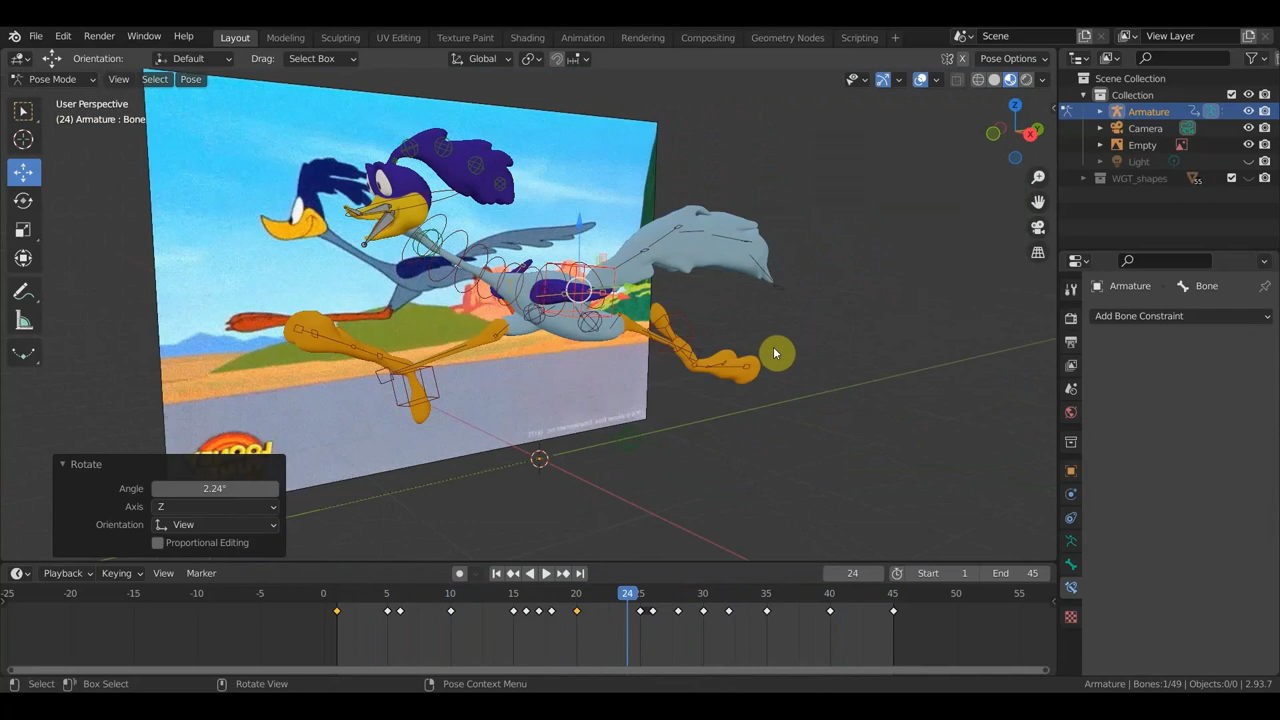 File Edit Render Window Help Layout Modeling Sculpting UV Editing Texture Paint Shading Animation Rendering Compositing Geometry Nodes Scripting + Scene View Layer
Orientation: Default Drag: Select Box Global X Pose Options
Pose Mode View Select Pose
User Perspective
(24) Armature : Bone
Z
Y
X
Scene Collection
Collection
Armature
Camera
Empty
Light
WGT_shapes 55
Armature Bone
Add Bone Constraint
Rotate
Angle 2.24°
Axis Z
Orientation View
Proportional Editing
Playback Keying View Marker 24 Start 1 End 45
-25 -20 -15 -10 -5 0 5 10 15 20 24 25 30 35 40 45 50 55
Select Box Select Rotate View Pose Context Menu Armature | Bones:1/49 | Objects:0/0 | 2.93.7